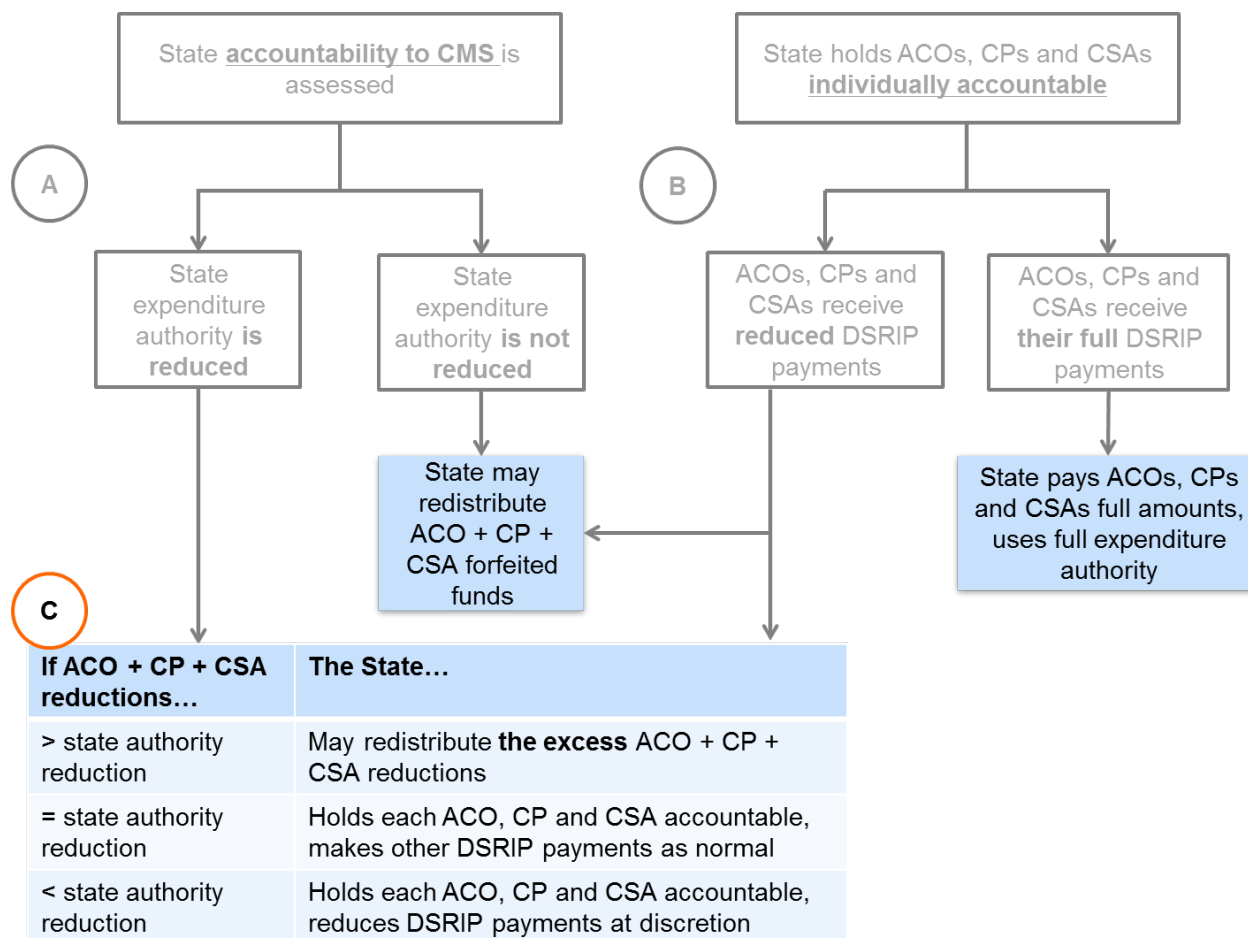 State accountability to CMS is
assessed
State holds ACOs, CPs and CSAs
individually accountable
A
B
State
expenditure
authority is
reduced
State
expenditure
authority is not
reduced
ACOs, CPs and
CSAs receive
reduced DSRIP
payments
ACOs, CPs and
CSAs receive
their full DSRIP
payments
State may
redistribute
ACO + CP +
CSA forfeited
funds
State pays ACOs, CPs
and CSAs full amounts,
uses full expenditure
authority
C
If ACO + CP + CSA
reductions…
The State…
> state authority
reduction
May redistribute the excess ACO + CP +
CSA reductions
= state authority
reduction
Holds each ACO, CP and CSA accountable,
makes other DSRIP payments as normal
< state authority
reduction
Holds each ACO, CP and CSA accountable,
reduces DSRIP payments at discretion